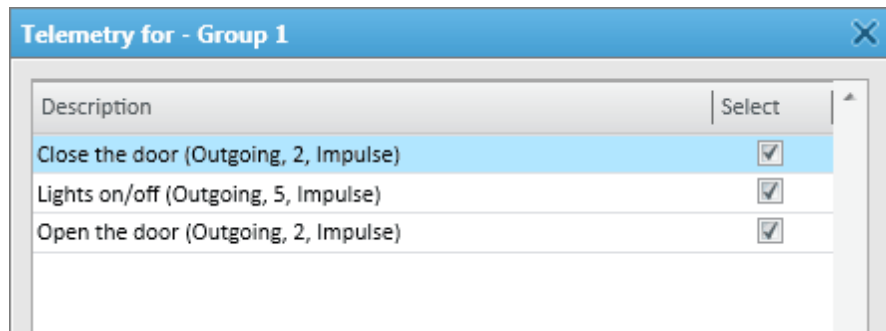 Telemetry for - Group 1
Description Select
Close the door (Outgoing, 2, Impulse)
Lights on/off (Outgoing, 5, Impulse)
Open the door (Outgoing, 2, Impulse)